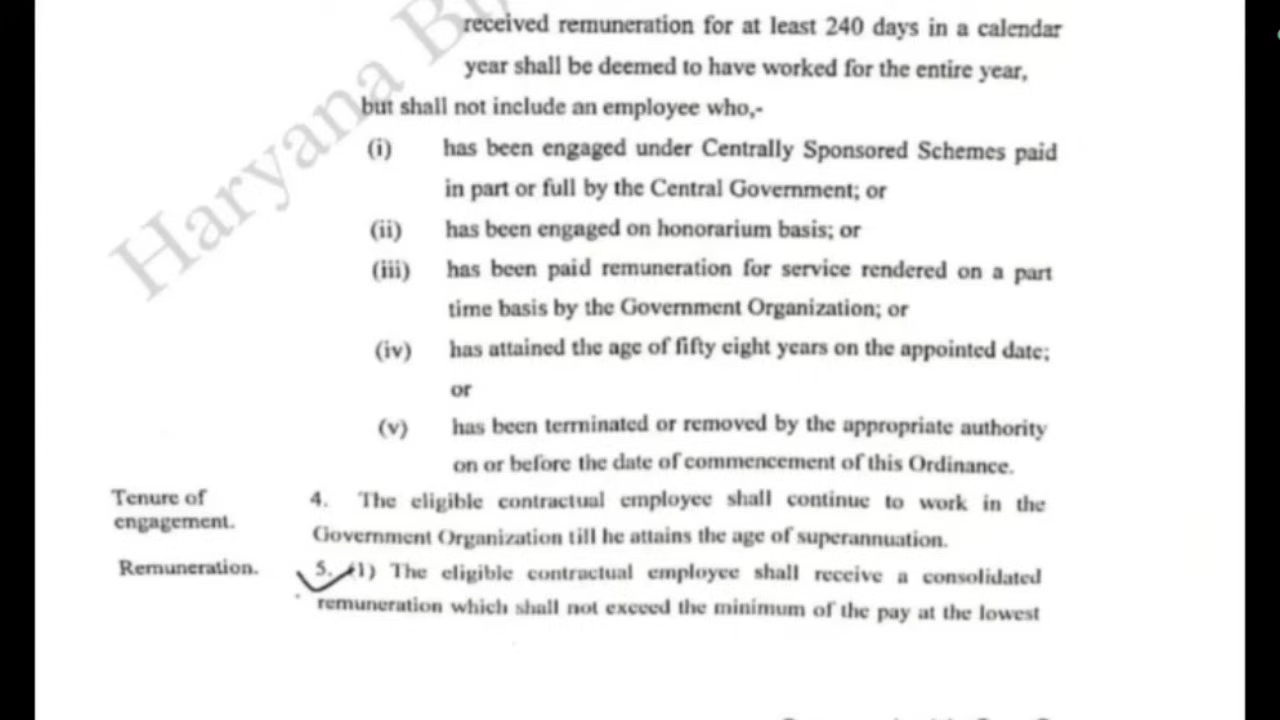 received remuneration for at least 240 days in a calendar
year shall be deemed to have worked for the entire year,
but shall not include an employee who,-
(i) has been engaged under Centrally Sponsored Schemes paid
in part or full by the Central Government; or
(ii) has been engaged on honorarium basis; or
(iii) has been paid remuneration for service rendered on a part
time basis by the Government Organization; or
(iv) has attained the age of fifty eight years on the appointed date;
or
(v) has been terminated or removed by the appropriate authority
on or before the date of commencement of this Ordinance.
Tenure of
engagement.
4. The eligible contractual employee shall continue to work in the
Government Organization till he attains the age of superannuation.
Remuneration.
5. (1) The eligible contractual employee shall receive a consolidated
remuneration which shall not exceed the minimum of the pay at the lowest
Haryana